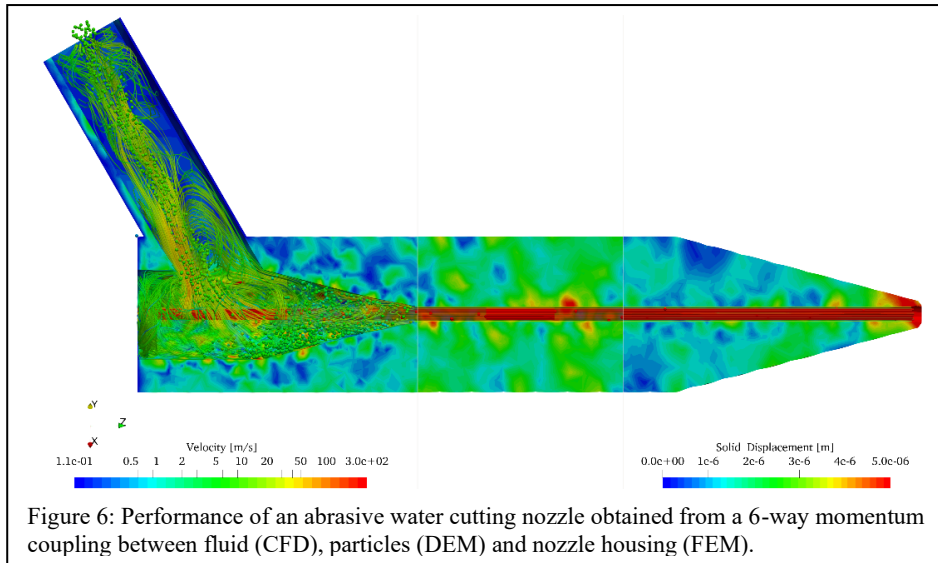 Y
Z
X
Velocity [m/s]
1.1e-01 0.5 1 2 5 10 20 50 100 3.0e+02
Solid Displacement [m]
0.0e+00 1e-6 2e-6 3e-6 4e-6 5.0e-06
Figure 6: Performance of an abrasive water cutting nozzle obtained from a 6-way momentum
coupling between fluid (CFD), particles (DEM) and nozzle housing (FEM).